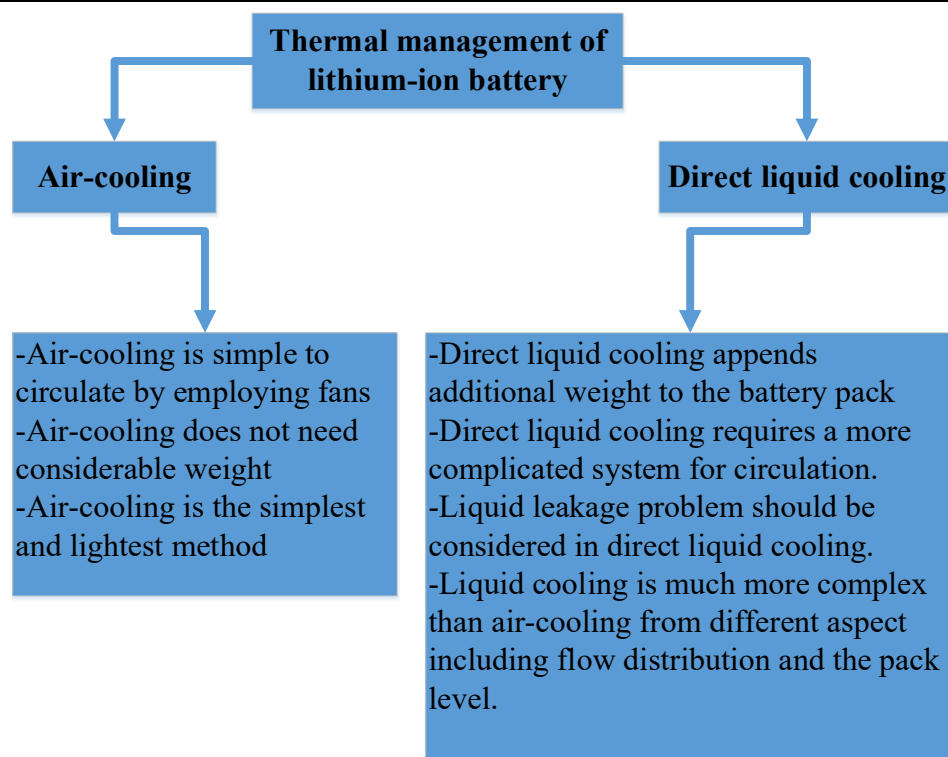 Thermal management of
lithium-ion battery
Air-cooling
Direct liquid cooling
-Air-cooling is simple to
circulate by employing fans
-Air-cooling does not need
considerable weight
-Air-cooling is the simplest
and lightest method
-Direct liquid cooling appends
additional weight to the battery pack
-Direct liquid cooling requires a more
complicated system for circulation.
-Liquid leakage problem should be
considered in direct liquid cooling.
-Liquid cooling is much more complex
than air-cooling from different aspect
including flow distribution and the pack
level.